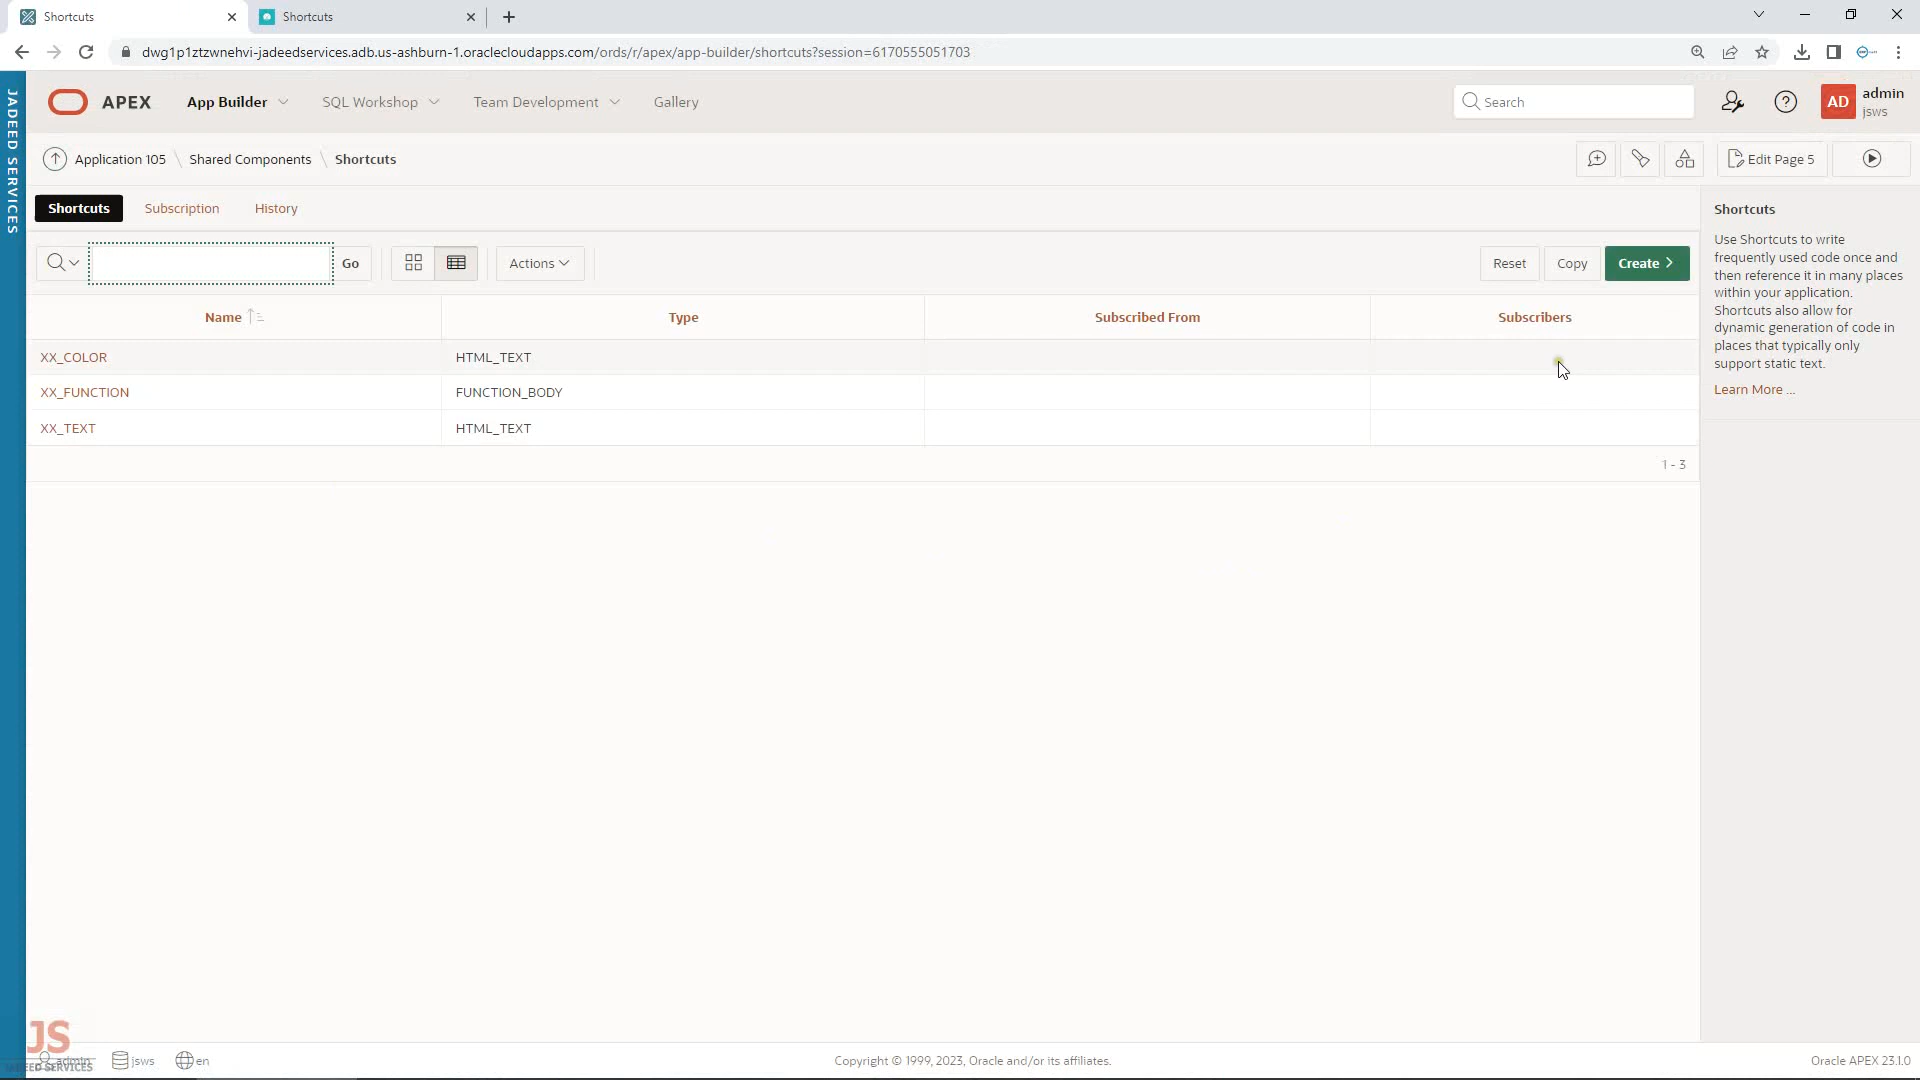 Shortcuts
Shortcuts
dwg1p1ztzwnehvi-jadeedservices.adb.us-ashburn-1.oraclecloudapps.com/ords/r/apex/app-builder/shortcuts?session=6170555051703
JADEED SERVICES
APEX
App Builder
SQL Workshop
Team Development
Gallery
Search
AD
admin
jsws
Application 105
Shared Components
Shortcuts
Edit Page 5
Shortcuts
Subscription
History
Go
Actions
Reset
Copy
Create
Name
Type
Subscribed From
Subscribers
XX_COLOR
HTML_TEXT
XX_FUNCTION
FUNCTION_BODY
XX_TEXT
HTML_TEXT
1 - 3
Shortcuts
Use Shortcuts to write
frequently used code once and
then reference it in many places
within your application.
Shortcuts also allow for
dynamic generation of code in
places that typically only
support static text.
Learn More ...
JS
JADEED SERVICES
admin
jsws
en
Copyright © 1999, 2023, Oracle and/or its affiliates.
Oracle APEX 23.1.0